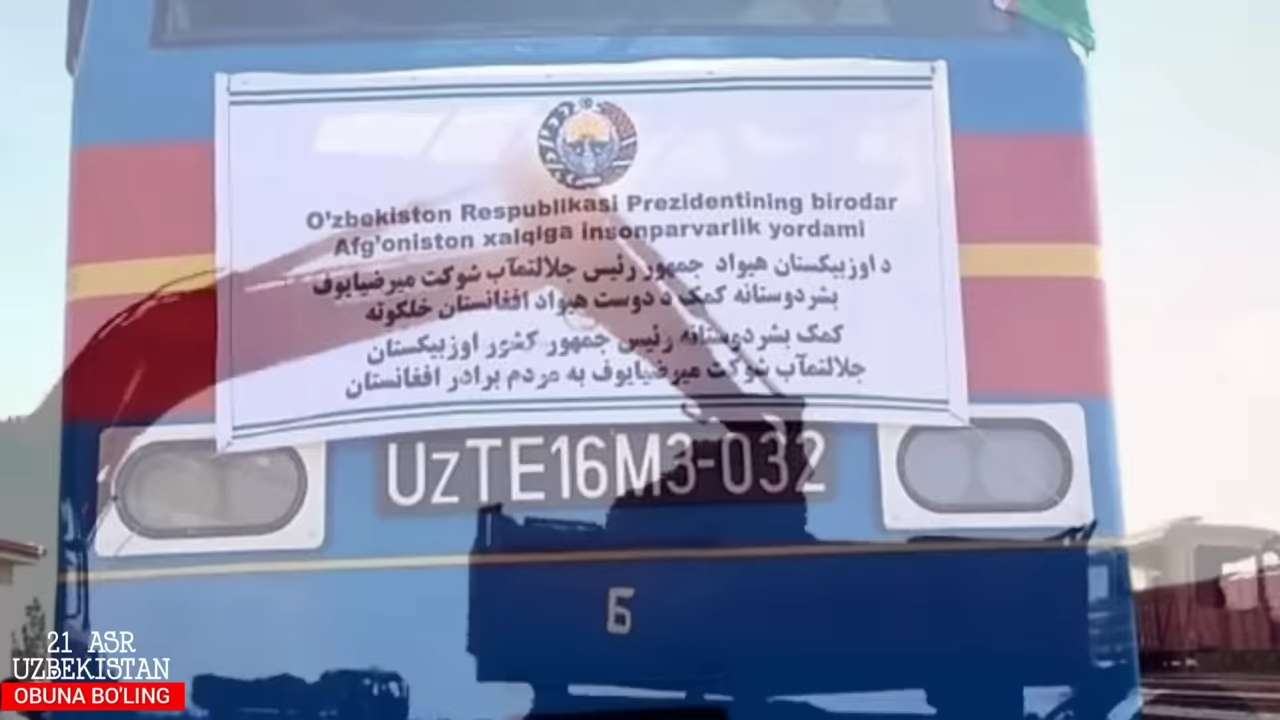 O'zbekiston Respublikasi Prezidentining birodar
Afg'oniston xalqiga insonparvarlik yordami
د اوزبیکستان هیواد جمهور رئیس جلالتمآب شوکت میرضیایوف
بشردوستانه کمک د دوست هیواد افغانستان خلکوته
کمک بشردوستانه رئیس جمهور کشور اوزبیکستان
جلالتمآب شوکت میرضیایوف به مردم برادر افغانستان
UzTE16M3-032
Б
21 ASR
UZBEKISTAN
OBUNA BO'LING